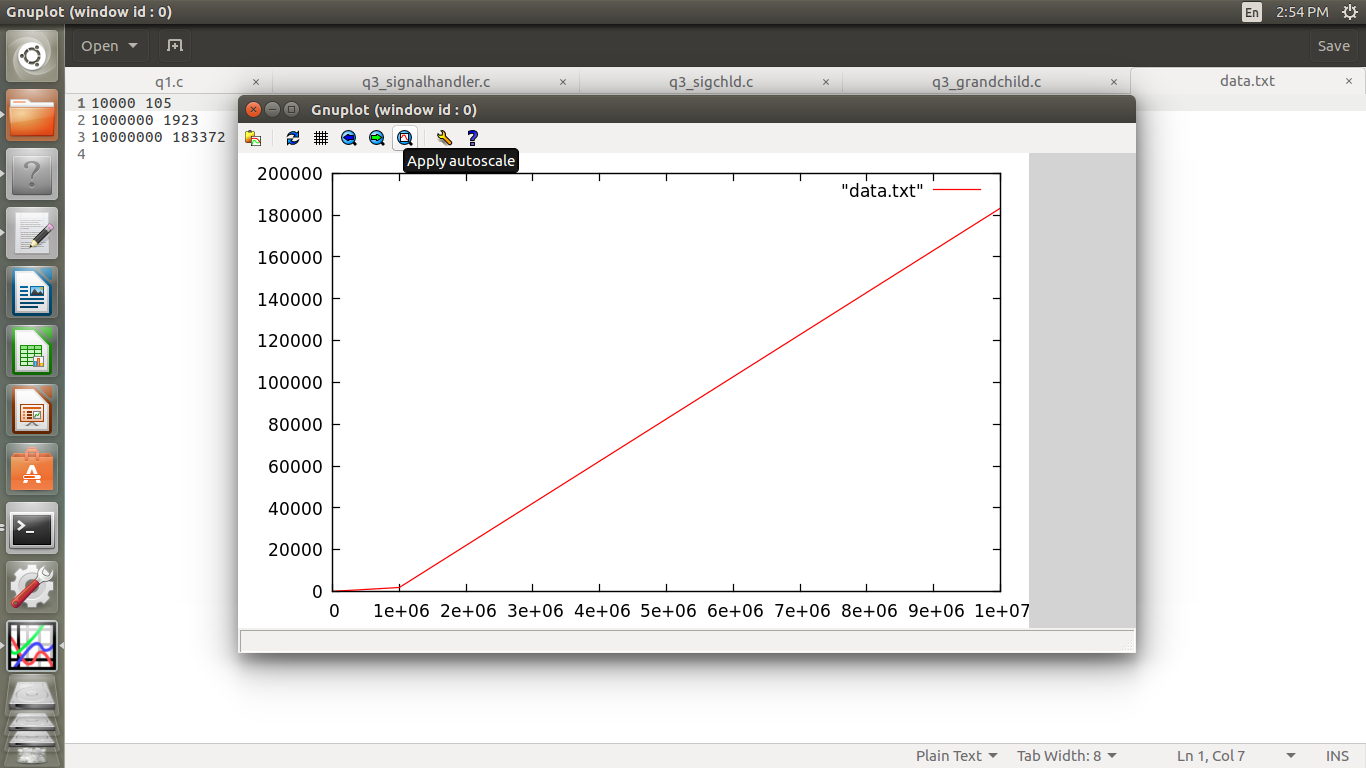 Gnuplot (window id : 0)
En 2:54 PM
Open
Save
q1.c × q3_signalhandler.c × q3_sigchld.c × q3_grandchild.c × data.txt ×
1 10000 105
2 1000000 1923
3 10000000 183372
4
Gnuplot (window id : 0)
?
Apply autoscale
"data.txt"
200000
180000
160000
140000
120000
100000
80000
60000
40000
20000
0
0 1e+06 2e+06 3e+06 4e+06 5e+06 6e+06 7e+06 8e+06 9e+06 1e+07
Plain Text Tab Width: 8 Ln 1, Col 7 INS